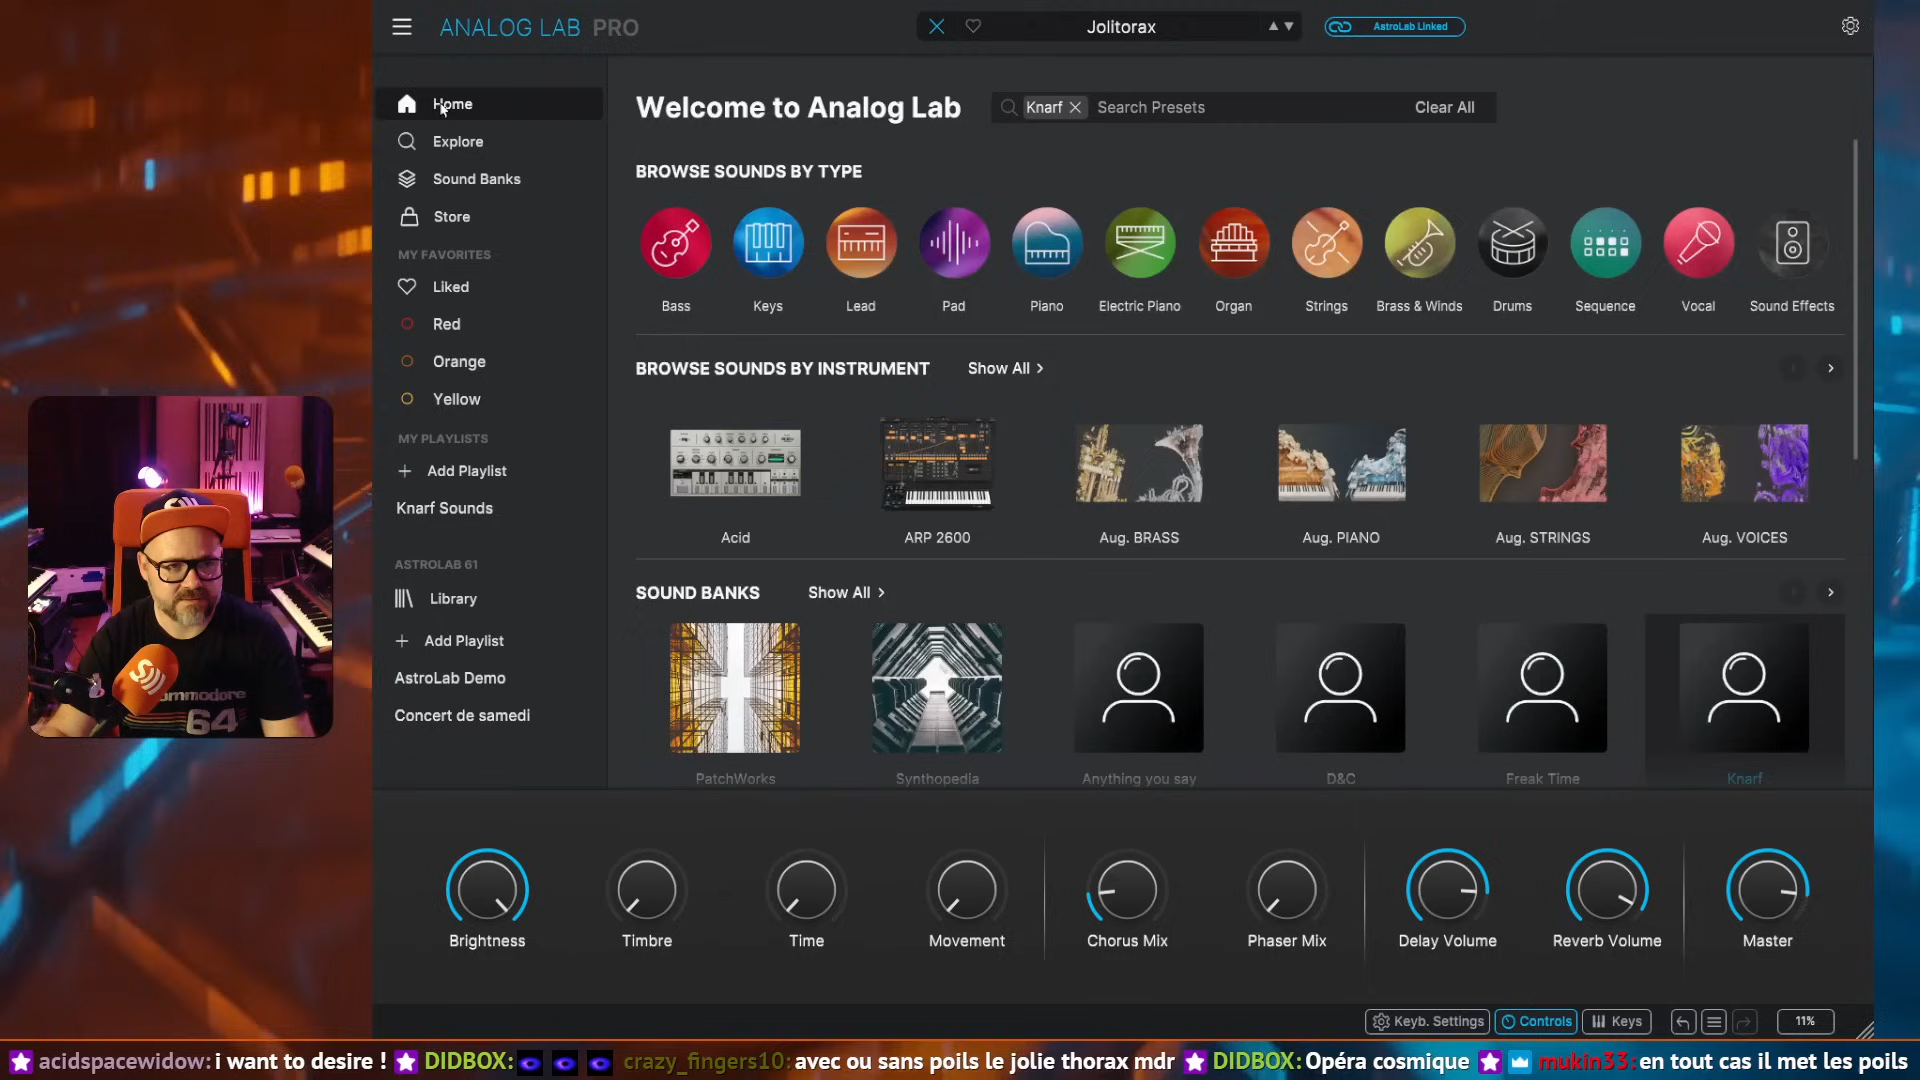 ANALOG LAB PRO
Jolitorax
AstroLab Linked
Home
Explore
Sound Banks
Store
MY FAVORITES
Liked
Red
Orange
Yellow
MY PLAYLISTS
Add Playlist
Knarf Sounds
ASTROLAB 61
Library
Add Playlist
AstroLab Demo
Concert de samedi
Welcome to Analog Lab
Knarf
Search Presets
Clear All
BROWSE SOUNDS BY TYPE
Bass
Keys
Lead
Pad
Piano
Electric Piano
Organ
Strings
Brass & Winds
Drums
Sequence
Vocal
Sound Effects
BROWSE SOUNDS BY INSTRUMENT
Show All
Acid
ARP 2600
Aug. BRASS
Aug. PIANO
Aug. STRINGS
Aug. VOICES
SOUND BANKS
Show All
PatchWorks
Synthopedia
Anything you say
D&C
Freak Time
Knarf
ommodore
64
Brightness
Timbre
Time
Movement
Chorus Mix
Phaser Mix
Delay Volume
Reverb Volume
Master
Keyb. Settings
Controls
Keys
11%
acidspacewidow: i want to desire ! DIDBOX: crazy_fingers10: avec ou sans poils le jolie thorax mdr DIDBOX: Opéra cosmique mukin33: en tout cas il met les poils